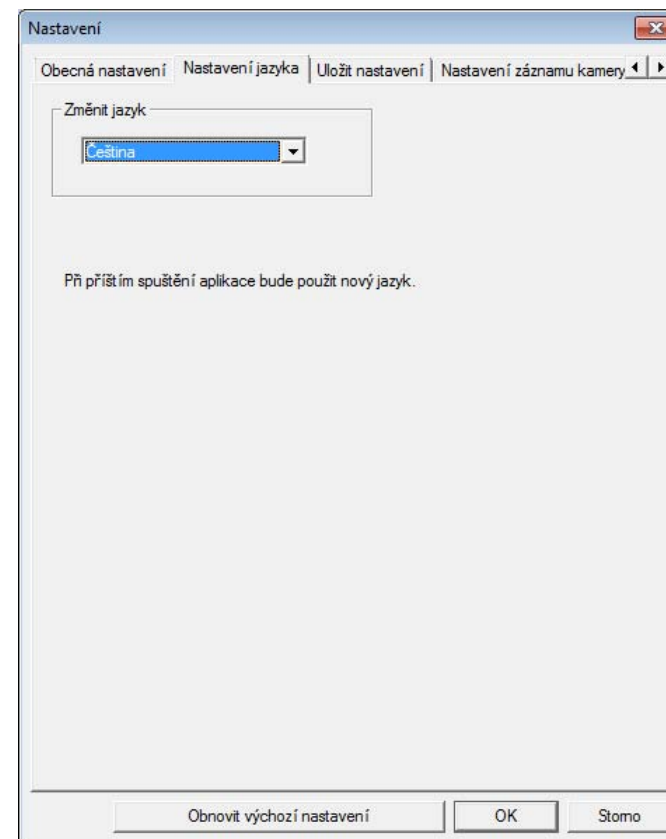 Nastavení
Obecná nastavení Nastavení jazyka Uložit nastavení Nastavení záznamu kamery
Změnit jazyk
Čeština
Při příštím spuštění aplikace bude použit nový jazyk.
Obnovit výchozí nastavení OK Storno